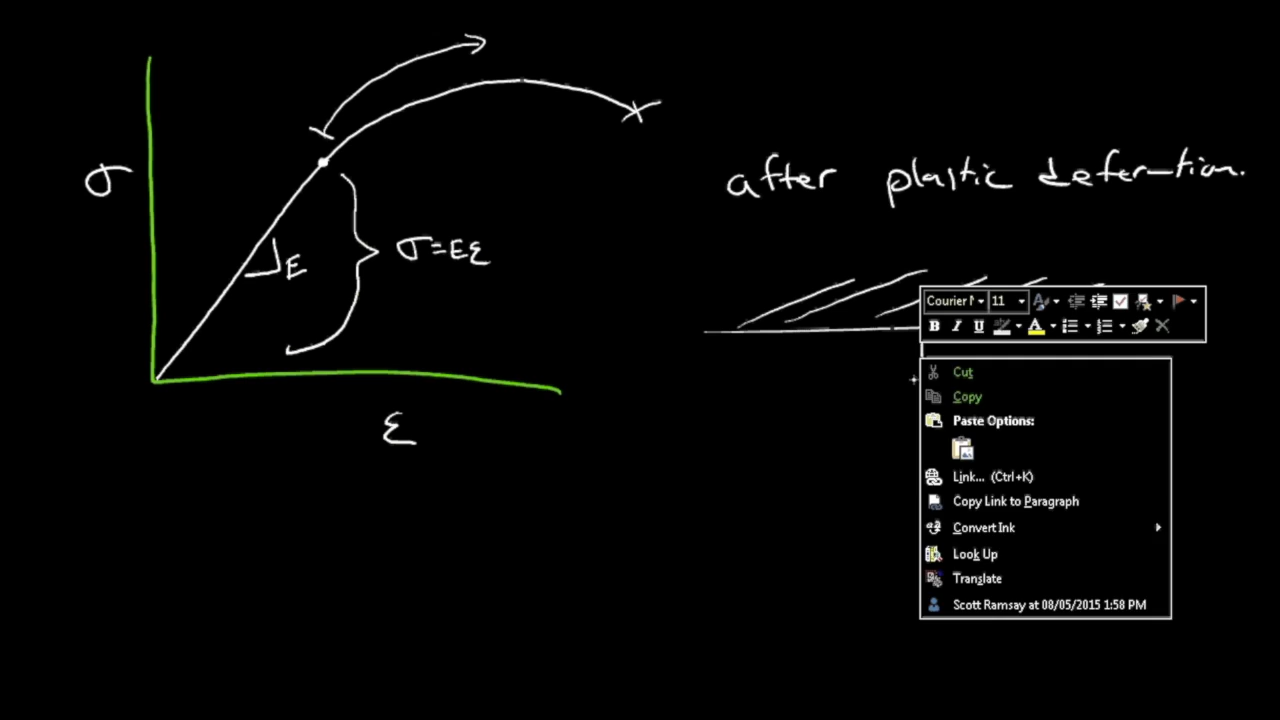 σ
E
σ=Eε
ε
after plastic deformation.
Courier N 11
B I U A
Cut
Copy
Paste Options:
Link... (Ctrl+K)
Copy Link to Paragraph
Convert Ink
Look Up
Translate
Scott Ramsay at 08/05/2015 1:58 PM